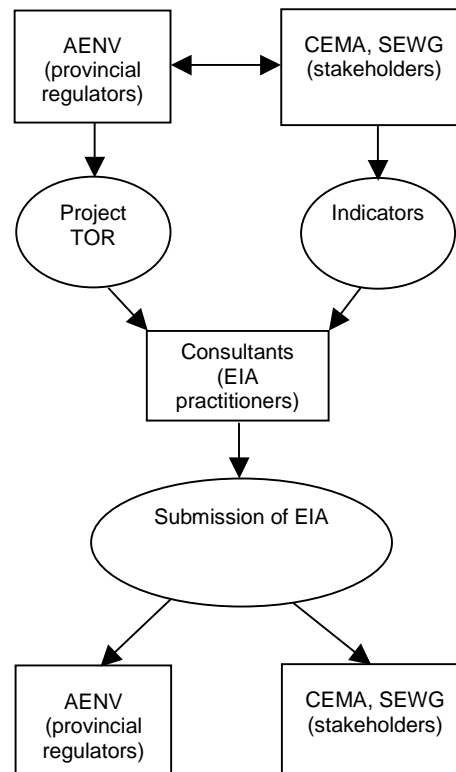 AENV
(provincial
regulators)
CEMA, SEWG
(stakeholders)
Project
TOR
Indicators
Consultants
(EIA
practitioners)
Submission of EIA
AENV
(provincial
regulators)
CEMA, SEWG
(stakeholders)